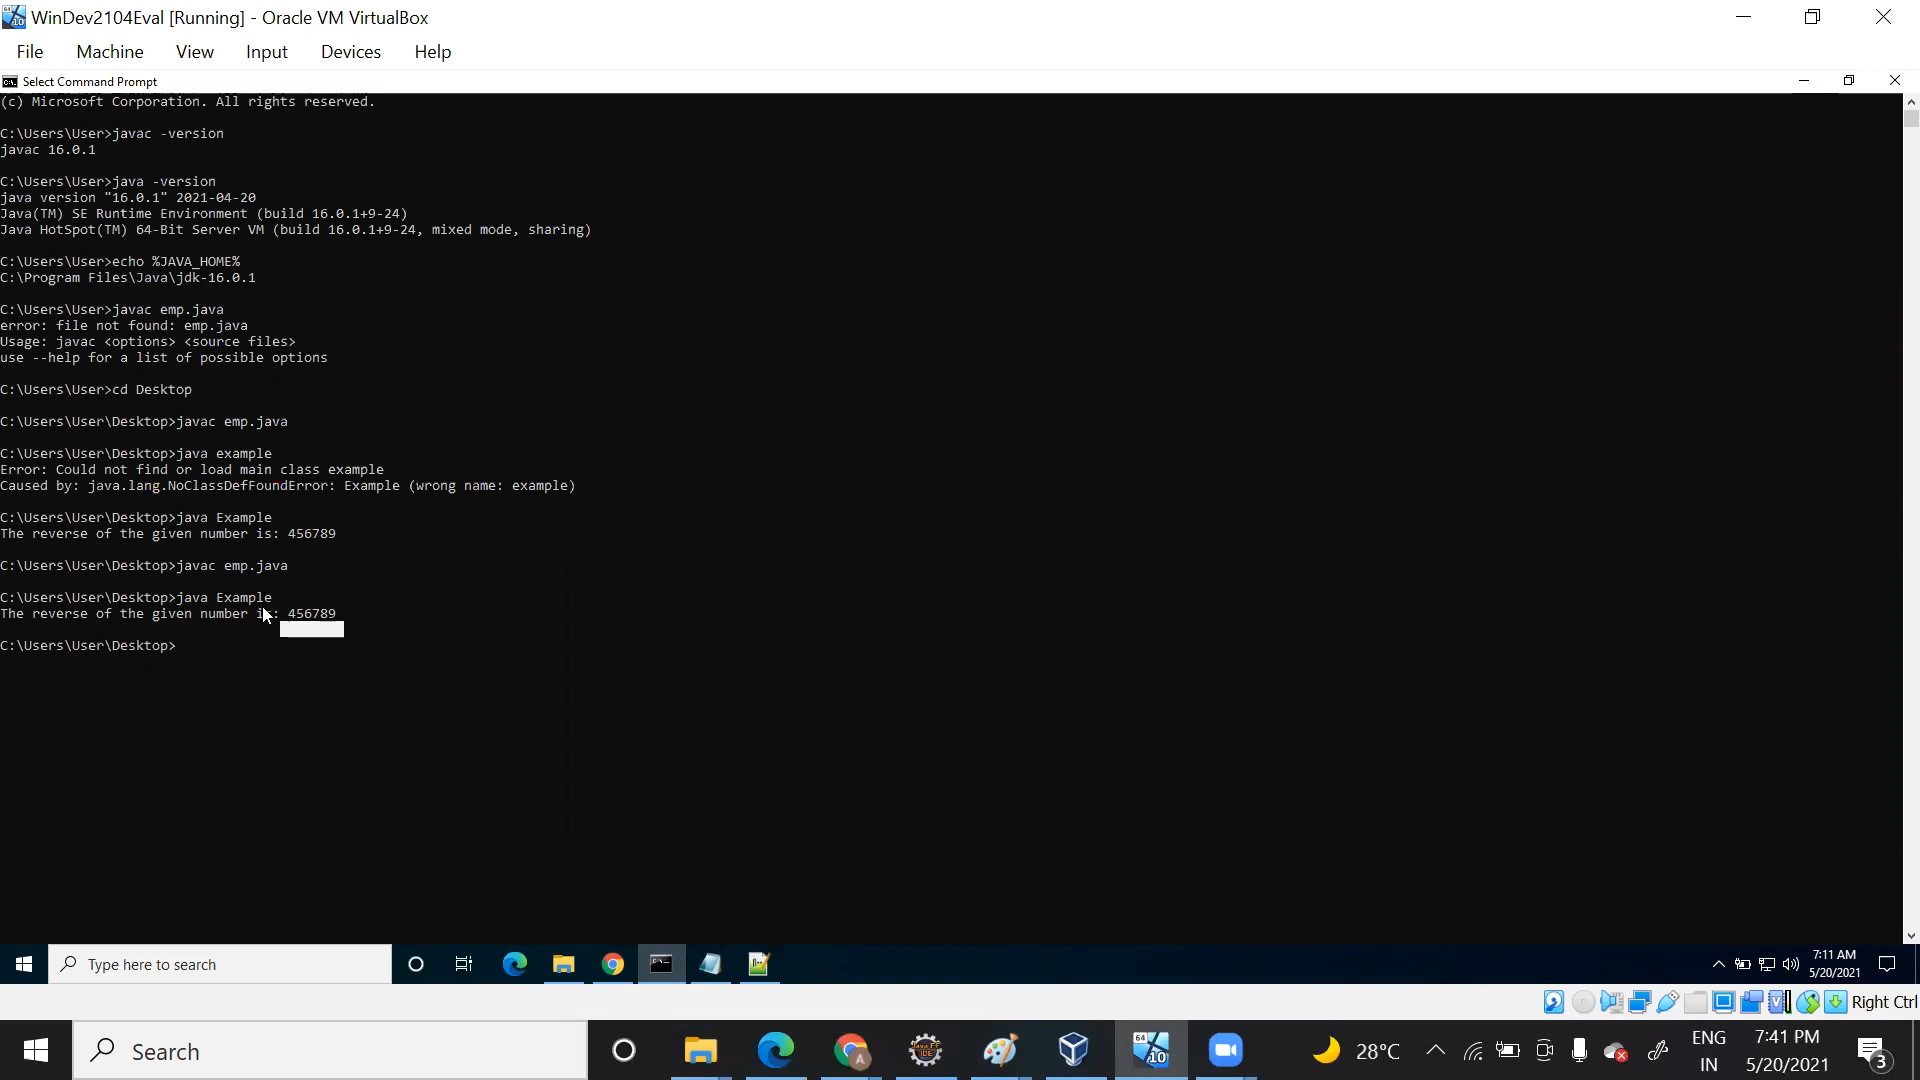 WinDev2104Eval [Running] - Oracle VM VirtualBox
File Machine View Input Devices Help
Select Command Prompt
(c) Microsoft Corporation. All rights reserved.
C:\Users\User>javac -version
javac 16.0.1
C:\Users\User>java -version
java version "16.0.1" 2021-04-20
Java(TM) SE Runtime Environment (build 16.0.1+9-24)
Java HotSpot(TM) 64-Bit Server VM (build 16.0.1+9-24, mixed mode, sharing)
C:\Users\User>echo %JAVA_HOME%
C:\Program Files\Java\jdk-16.0.1
C:\Users\User>javac emp.java
error: file not found: emp.java
Usage: javac <options> <source files>
use --help for a list of possible options
C:\Users\User>cd Desktop
C:\Users\User\Desktop>javac emp.java
C:\Users\User\Desktop>java example
Error: Could not find or load main class example
Caused by: java.lang.NoClassDefFoundError: Example (wrong name: example)
C:\Users\User\Desktop>java Example
The reverse of the given number is: 456789
C:\Users\User\Desktop>javac emp.java
C:\Users\User\Desktop>java Example
The reverse of the given number is: 456789
C:\Users\User\Desktop>
Type here to search
7:11 AM
5/20/2021
Right Ctrl
Search
28°C
ENG
IN
7:41 PM
5/20/2021
3